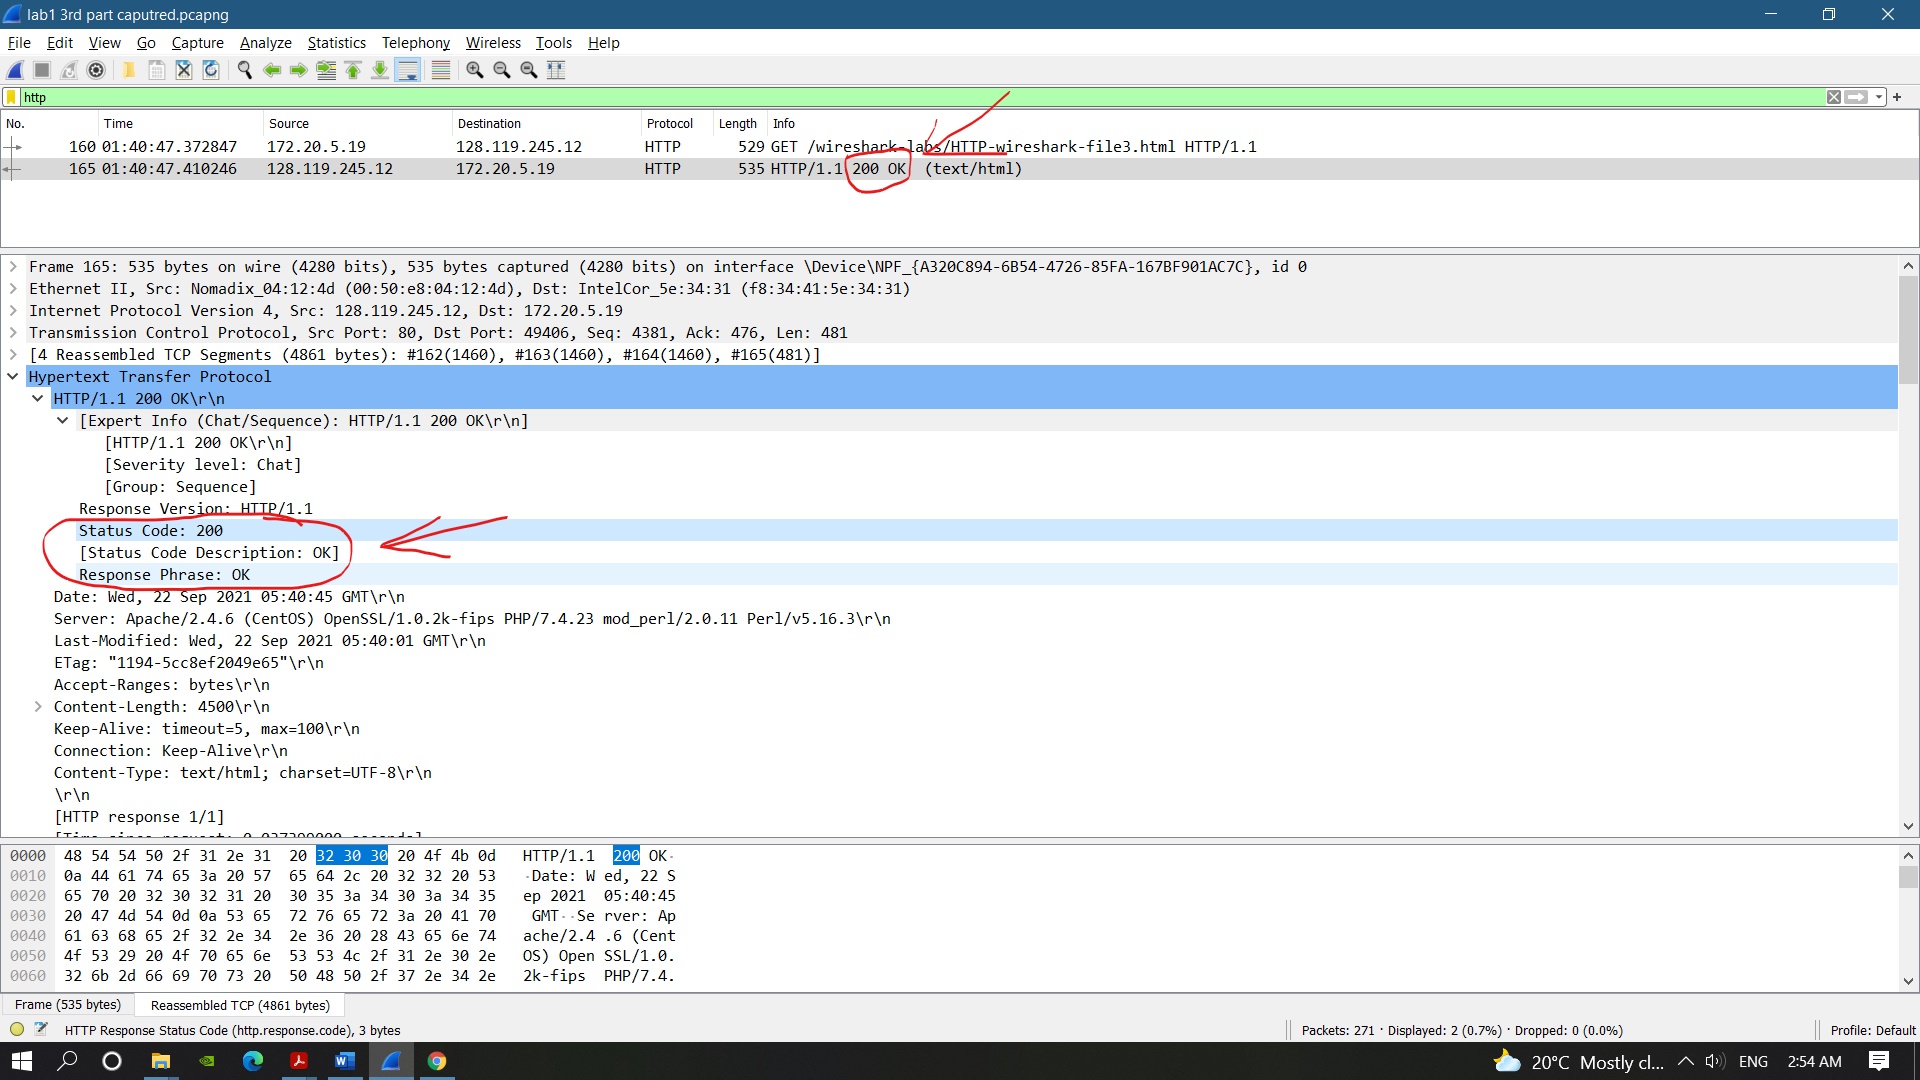 lab1 3rd part caputred.pcapng
File Edit View Go Capture Analyze Statistics Telephony Wireless Tools Help
http
No. Time Source Destination Protocol Length Info
160 01:40:47.372847 172.20.5.19 128.119.245.12 HTTP 529 GET /wireshark-labs/HTTP-wireshark-file3.html HTTP/1.1
165 01:40:47.410246 128.119.245.12 172.20.5.19 HTTP 535 HTTP/1.1 200 OK (text/html)
Frame 165: 535 bytes on wire (4280 bits), 535 bytes captured (4280 bits) on interface \Device\NPF_{A320C894-6B54-4726-85FA-167BF901AC7C}, id 0
Ethernet II, Src: Nomadix_04:12:4d (00:50:e8:04:12:4d), Dst: IntelCor_5e:34:31 (f8:34:41:5e:34:31)
Internet Protocol Version 4, Src: 128.119.245.12, Dst: 172.20.5.19
Transmission Control Protocol, Src Port: 80, Dst Port: 49406, Seq: 4381, Ack: 476, Len: 481
[4 Reassembled TCP Segments (4861 bytes): #162(1460), #163(1460), #164(1460), #165(481)]
Hypertext Transfer Protocol
HTTP/1.1 200 OK\r\n
[Expert Info (Chat/Sequence): HTTP/1.1 200 OK\r\n]
[HTTP/1.1 200 OK\r\n]
[Severity level: Chat]
[Group: Sequence]
Response Version: HTTP/1.1
Status Code: 200
[Status Code Description: OK]
Response Phrase: OK
Date: Wed, 22 Sep 2021 05:40:45 GMT\r\n
Server: Apache/2.4.6 (CentOS) OpenSSL/1.0.2k-fips PHP/7.4.23 mod_perl/2.0.11 Perl/v5.16.3\r\n
Last-Modified: Wed, 22 Sep 2021 05:40:01 GMT\r\n
ETag: "1194-5cc8ef2049e65"\r\n
Accept-Ranges: bytes\r\n
Content-Length: 4500\r\n
Keep-Alive: timeout=5, max=100\r\n
Connection: Keep-Alive\r\n
Content-Type: text/html; charset=UTF-8\r\n
\r\n
[HTTP response 1/1]
[Time since request: 0.037399000 seconds]
0000 48 54 54 50 2f 31 2e 31 20 32 30 30 20 4f 4b 0d HTTP/1.1 200 OK·
0010 0a 44 61 74 65 3a 20 57 65 64 2c 20 32 32 20 53 ·Date: W ed, 22 S
0020 65 70 20 32 30 32 31 20 30 35 3a 34 30 3a 34 35 ep 2021 05:40:45
0030 20 47 4d 54 0d 0a 53 65 72 76 65 72 3a 20 41 70 GMT··Se rver: Ap
0040 61 63 68 65 2f 32 2e 34 2e 36 20 28 43 65 6e 74 ache/2.4 .6 (Cent
0050 4f 53 29 20 4f 70 65 6e 53 53 4c 2f 31 2e 30 2e OS) Open SSL/1.0.
0060 32 6b 2d 66 69 70 73 20 50 48 50 2f 37 2e 34 2e 2k-fips PHP/7.4.
Frame (535 bytes) Reassembled TCP (4861 bytes)
HTTP Response Status Code (http.response.code), 3 bytes Packets: 271 · Displayed: 2 (0.7%) · Dropped: 0 (0.0%) Profile: Default
20°C Mostly cl... ENG 2:54 AM